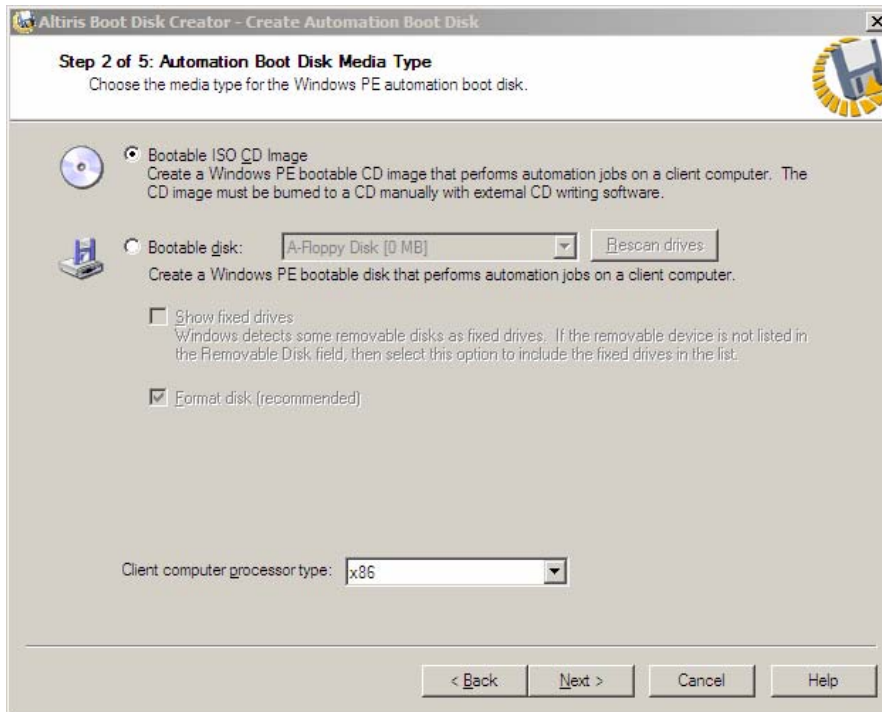 Altiris Boot Disk Creator - Create Automation Boot Disk
Step 2 of 5: Automation Boot Disk Media Type
Choose the media type for the Windows PE automation boot disk.
Bootable ISO CD Image
Create a Windows PE bootable CD image that performs automation jobs on a client computer. The
CD image must be burned to a CD manually with external CD writing software.
Bootable disk: A-Floppy Disk [0 MB] Rescan drives
Create a Windows PE bootable disk that performs automation jobs on a client computer.
Show fixed drives
Windows detects some removable disks as fixed drives. If the removable device is not listed in
the Removable Disk field, then select this option to include the fixed drives in the list.
Format disk (recommended)
Client computer processor type: x86
< Back Next > Cancel Help